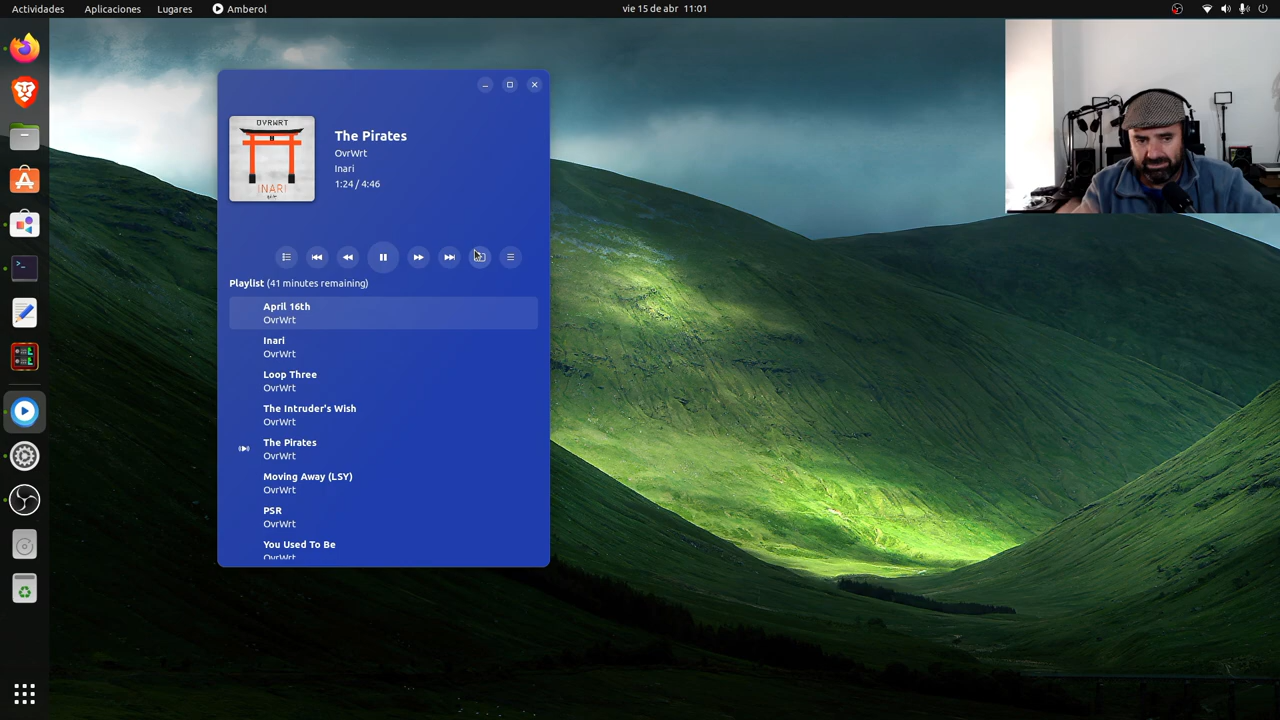 Actividades Aplicaciones Lugares Amberol vie 15 de abr 11:01
OVRWRT
INARI
The Pirates
OvrWrt
Inari
1:24 / 4:46
Playlist (41 minutes remaining)
April 16th
OvrWrt
Inari
OvrWrt
Loop Three
OvrWrt
The Intruder's Wish
OvrWrt
The Pirates
OvrWrt
Moving Away (LSY)
OvrWrt
PSR
OvrWrt
You Used To Be
OvrWrt